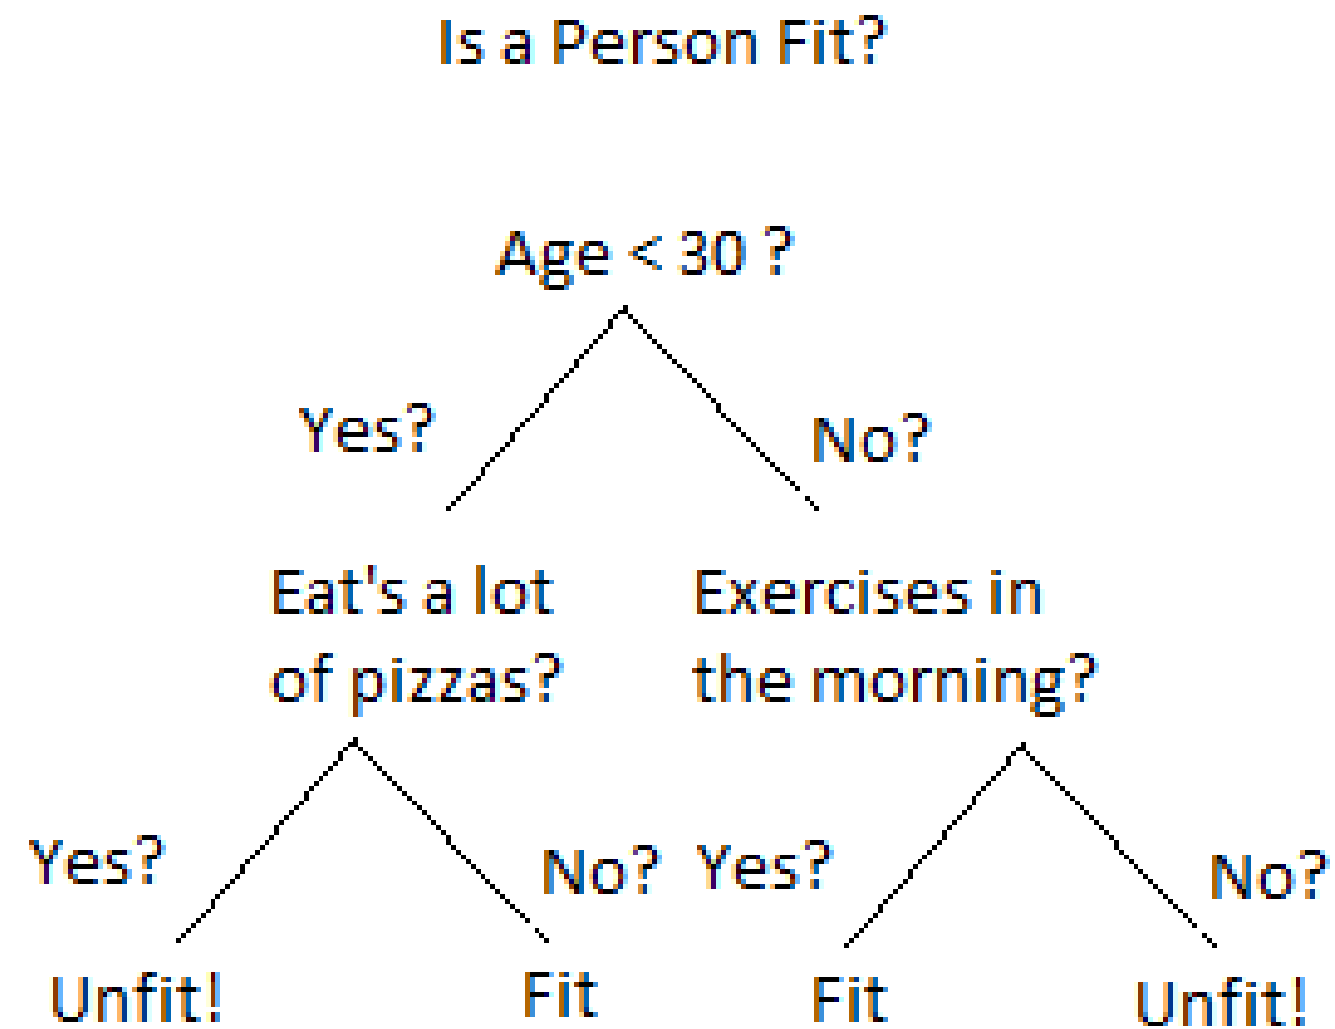 Is a Person Fit?
Age < 30 ?
Yes?
No?
Eat's a lot
of pizzas?
Exercises in
the morning?
Yes?
No?
Yes?
No?
Unfit!
Fit
Fit
Unfit!